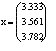 x = ( 3.333
3.561
3.782 )